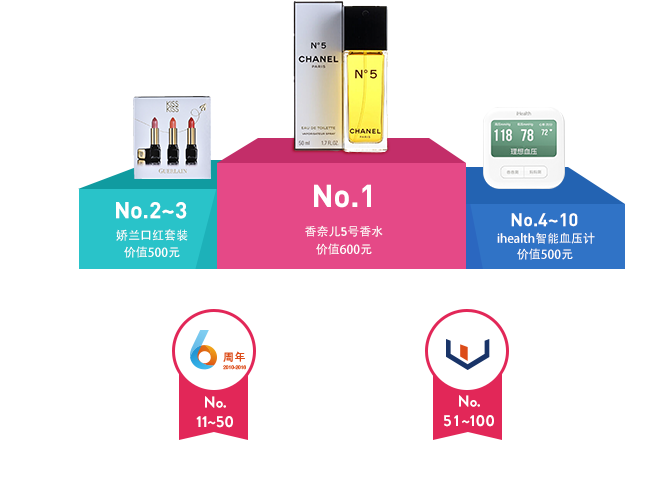 N°5
CHANEL
PARIS
EAU DE TOILETTE
VAPORISATEUR SPRAY
50 ml 1.7 FL.OZ
N°5
CHANEL
PARIS
KISS
KISS
GUERLAIN
iHealth
118 78 72
理想血压
No.1
香奈儿5号香水
价值600元
No.2~3
娇兰口红套装
价值500元
No.4~10
ihealth智能血压计
价值500元
6周年
2010-2016
No.
11~50
No.
51~100